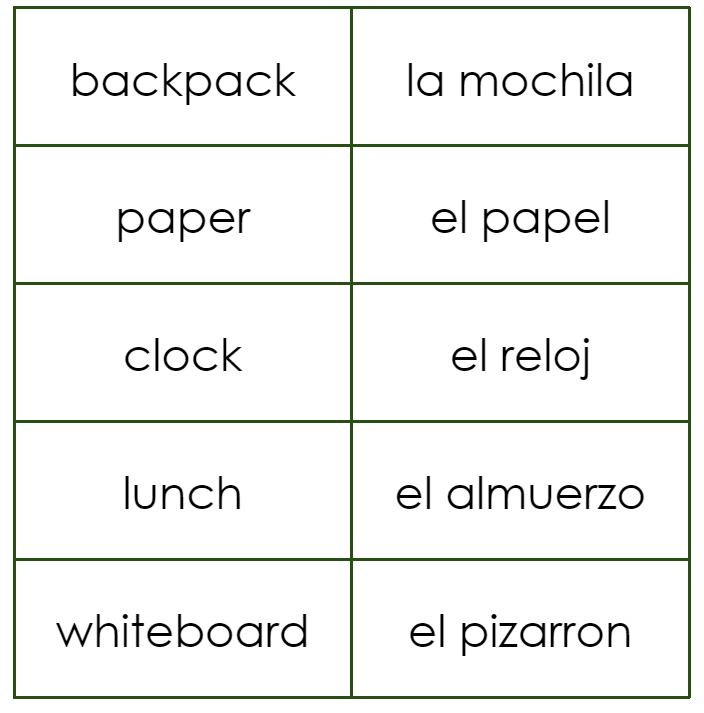 backpack la mochila
paper el papel
clock el reloj
lunch el almuerzo
whiteboard el pizarron